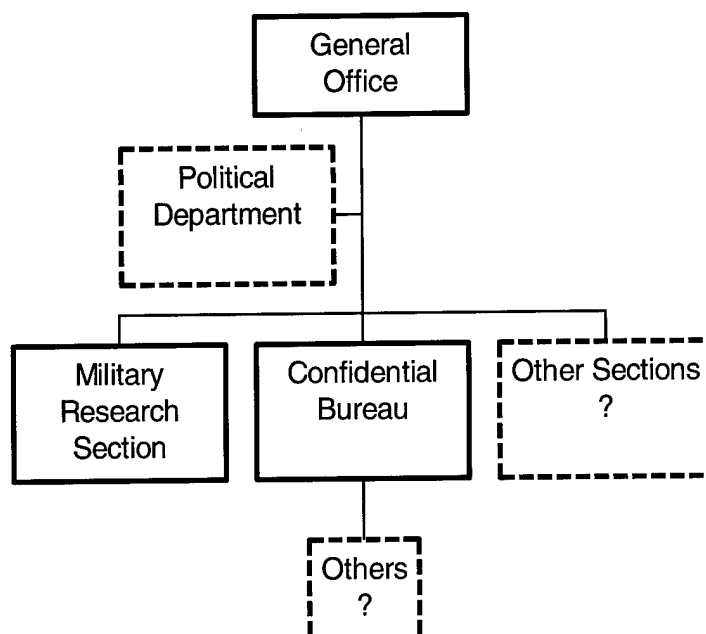 General
Office
Political
Department
Military
Research
Section
Confidential
Bureau
Other Sections
?
Others
?